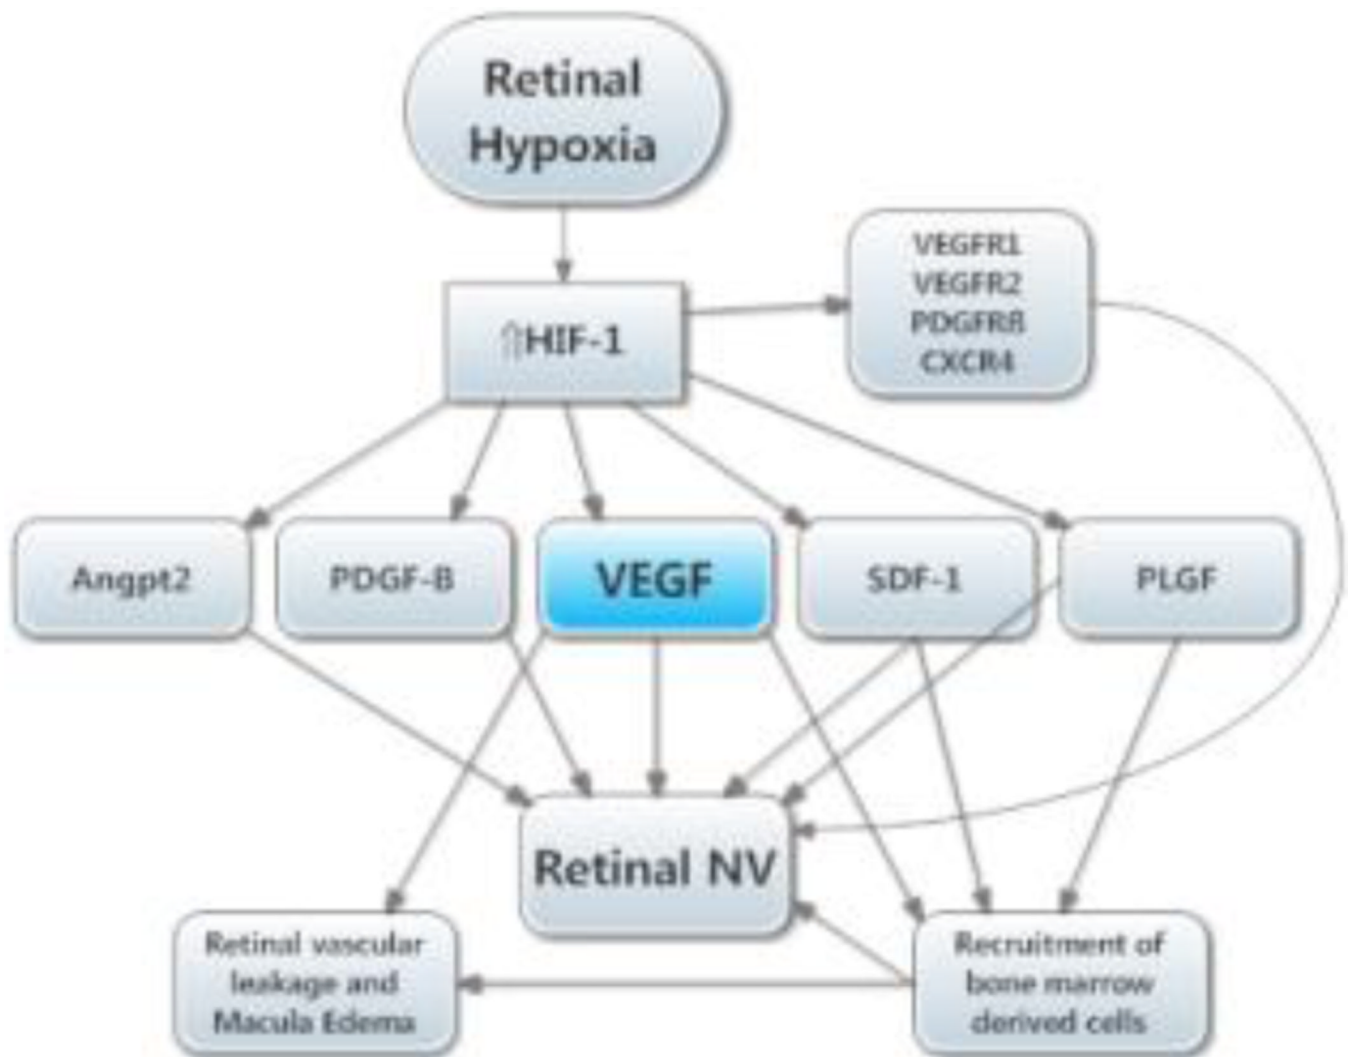 Retinal
Hypoxia
VEGFR1
VEGFR2
PDGFRß
CXCR4
⇧HIF-1
Angpt2
PDGF-B
VEGF
SDF-1
PLGF
Retinal NV
Retinal vascular
leakage and
Macula Edema
Recruitment of
bone marrow
derived cells